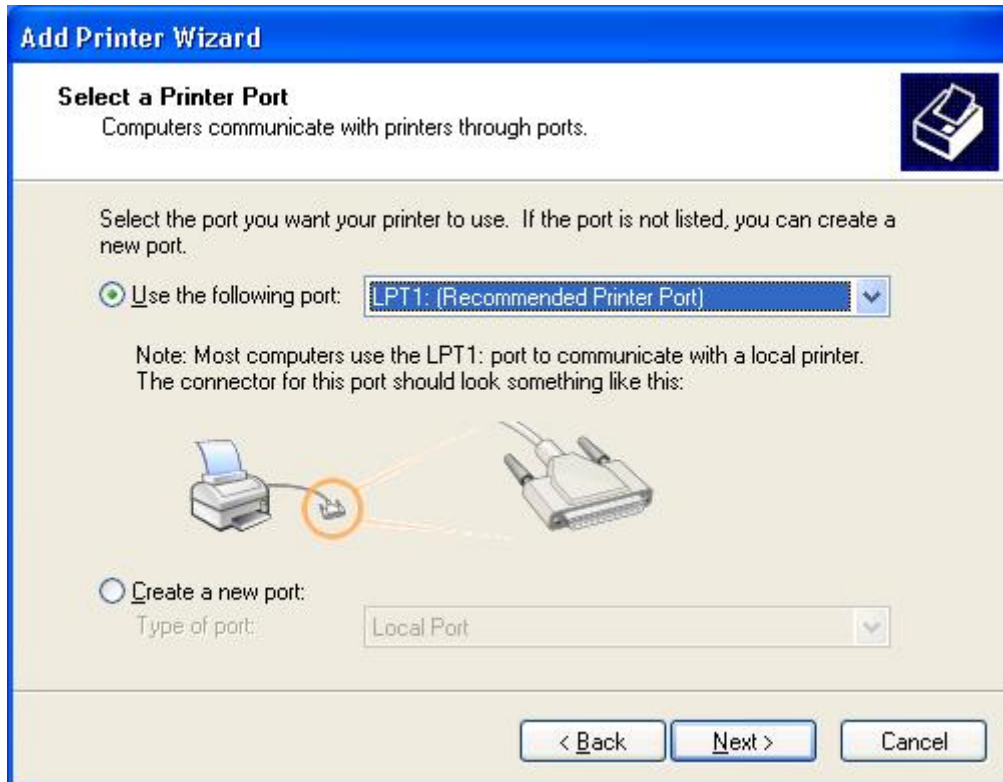 Add Printer Wizard
Select a Printer Port
Computers communicate with printers through ports.
Select the port you want your printer to use. If the port is not listed, you can create a
new port.
Use the following port: LPT1: (Recommended Printer Port)
Note: Most computers use the LPT1: port to communicate with a local printer.
The connector for this port should look something like this:
Create a new port:
Type of port: Local Port
< Back Next > Cancel